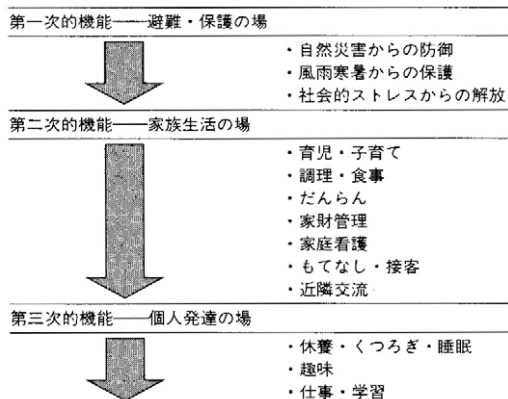 第一次的機能――避難・保護の場
・自然災害からの防御
・風雨寒暑からの保護
・社会的ストレスからの解放
第二次的機能――家族生活の場
・育児・子育て
・調理・食事
・だんらん
・家財管理
・家庭看護
・もてなし・接客
・近隣交流
第三次的機能――個人発達の場
・休養・くつろぎ・睡眠
・趣味
・仕事・学習